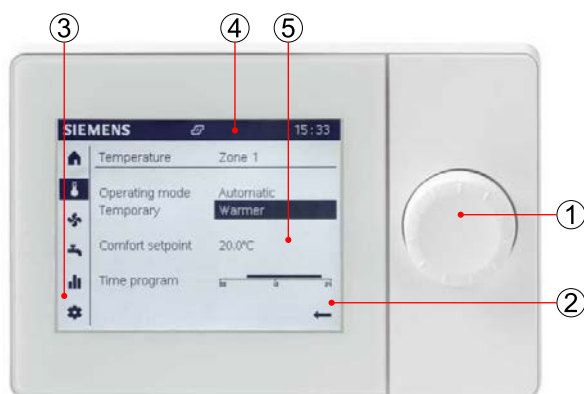 3
4
5
SIEMENS 15:33
Temperature Zone 1
1
Operating mode Automatic
Temporary Warmer
Comfort setpoint 20.0°C
Time program
2